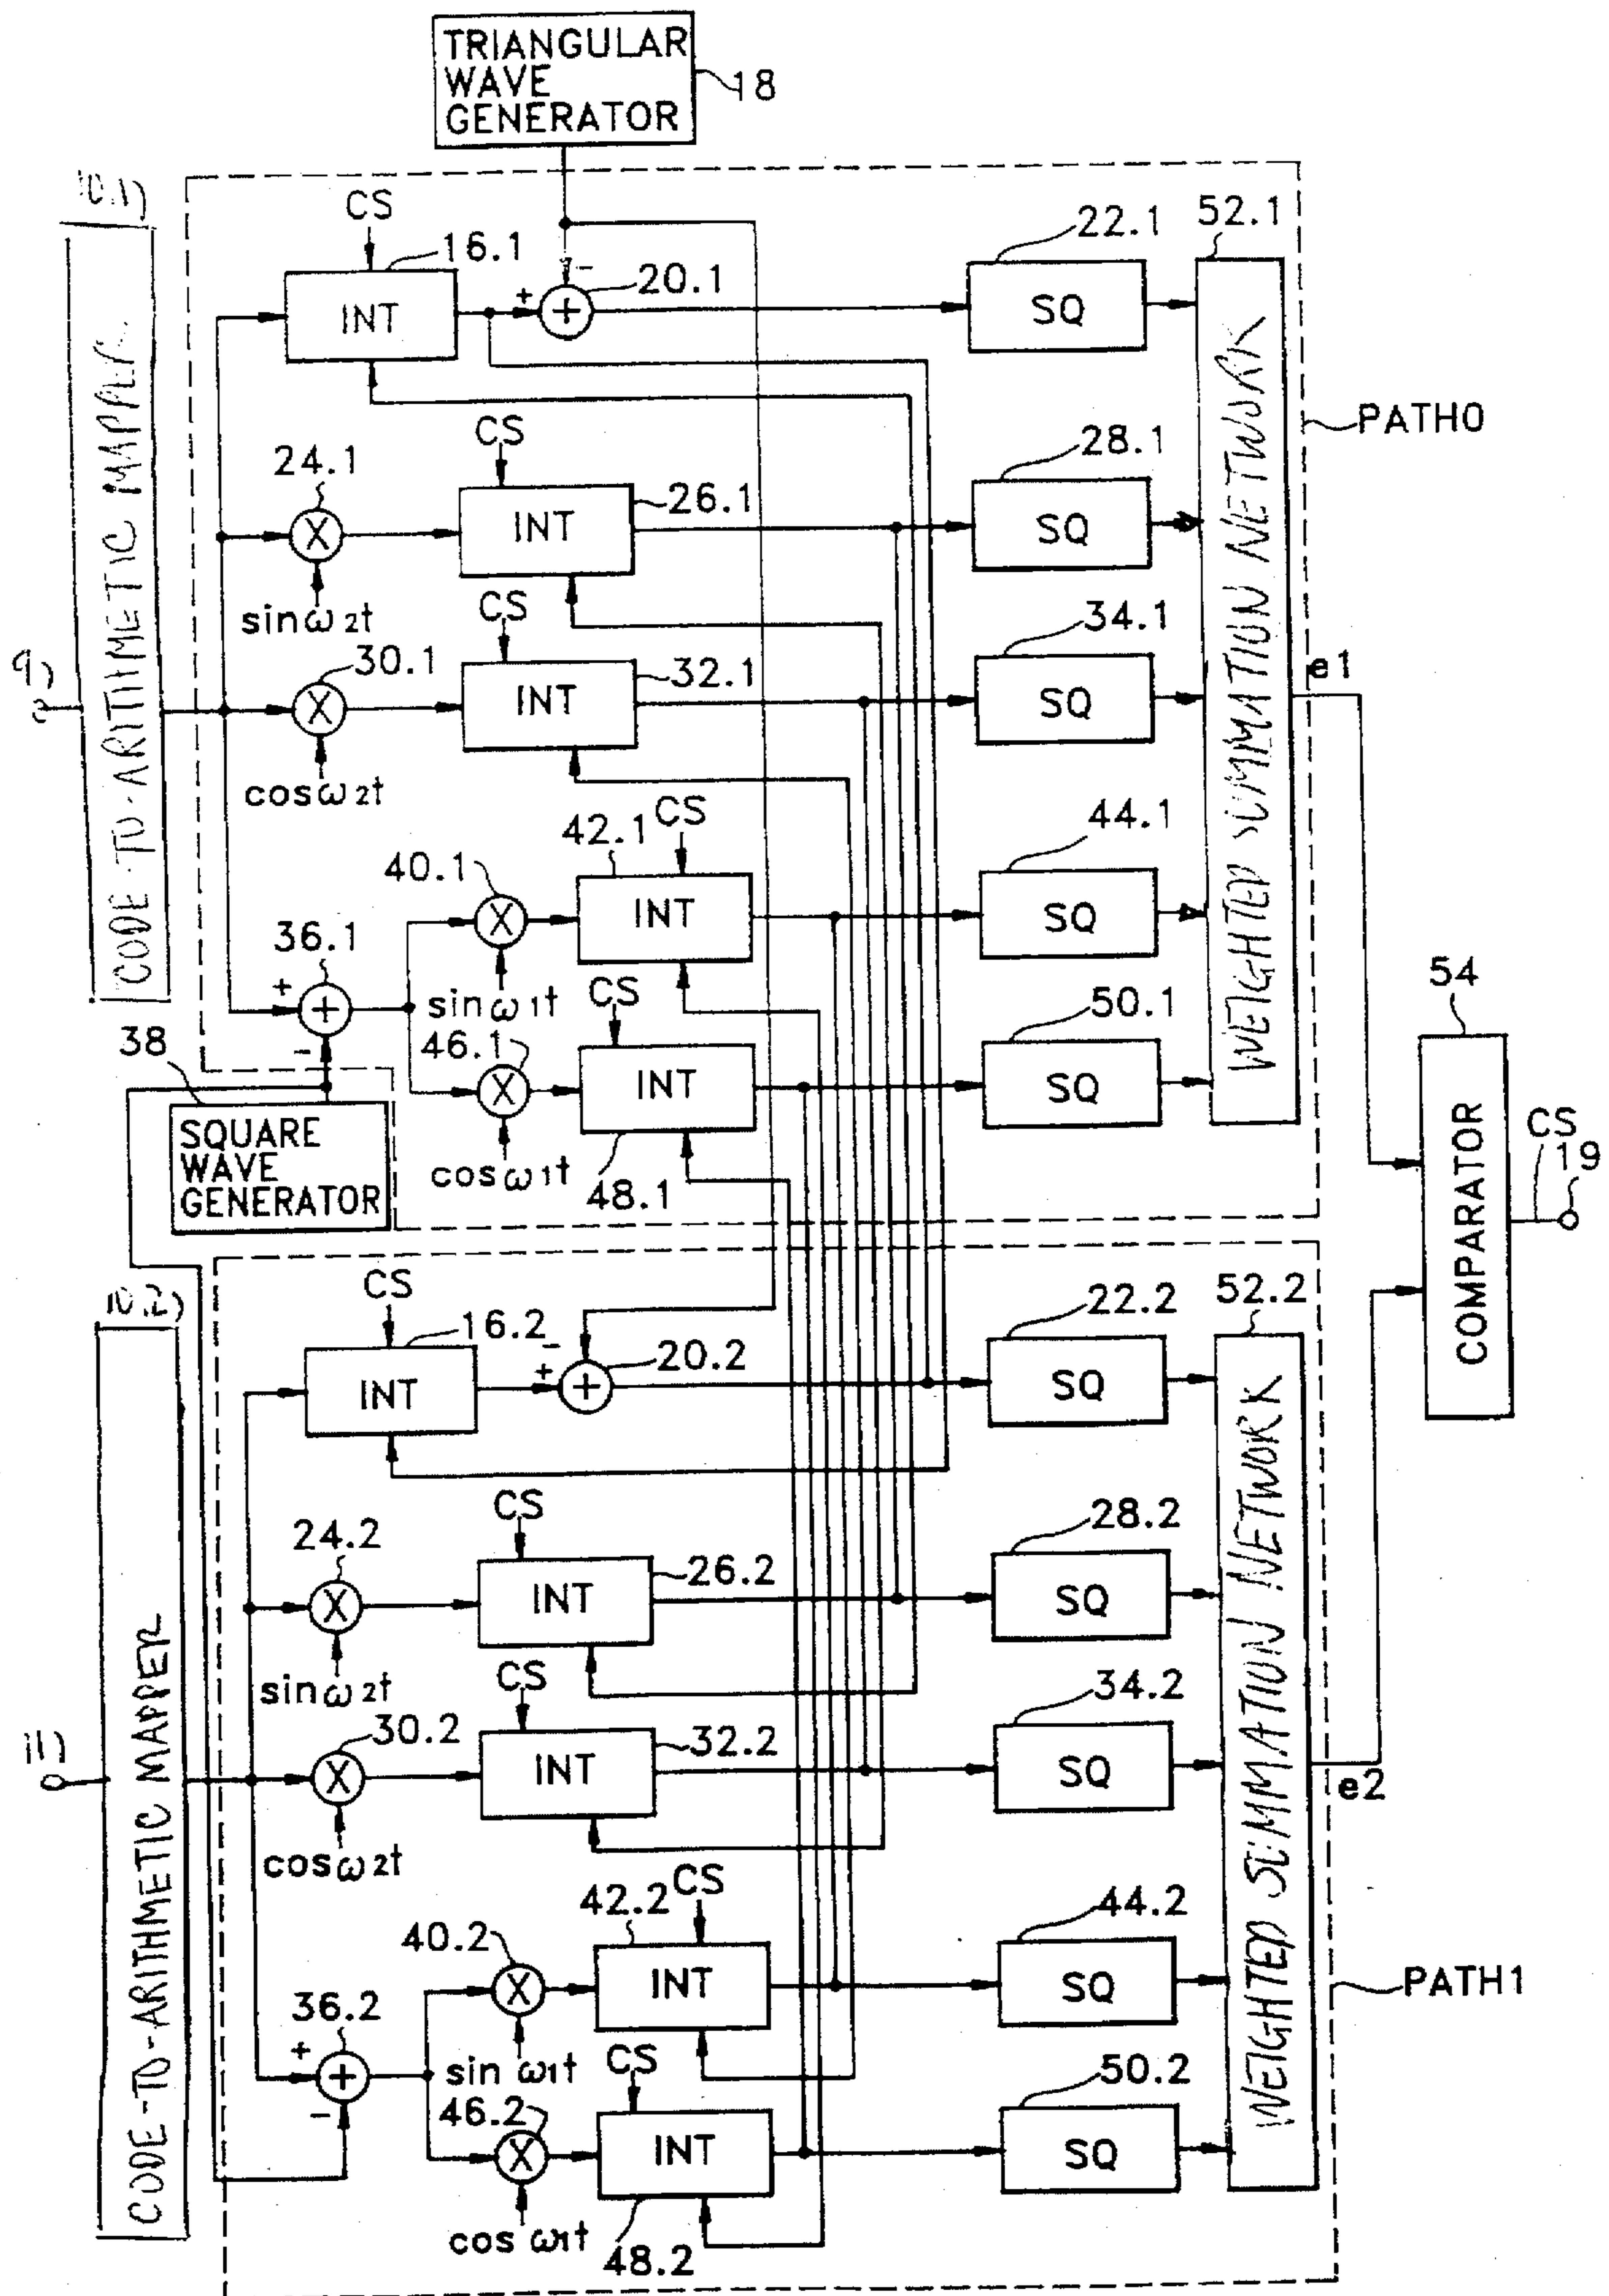 TRIANGULAR
WAVE
GENERATOR
18
10.1)
CS
16.1
INT
+
-
+
20.1
22.1
SQ
52.1
CODE-TO-ARITHMETIC MAPPER
WEIGHTED SUMMATION NETWORK
PATH0
24.1
X
sinω2t
CS
INT
26.1
28.1
SQ
9)
30.1
X
cosω2t
CS
INT
32.1
34.1
SQ
e1
40.1
X
sinω1t
42.1
CS
INT
44.1
SQ
36.1
+
+
-
46.1
X
cosω1t
CS
INT
48.1
50.1
SQ
38
SQUARE
WAVE
GENERATOR
54
COMPARATOR
CS
19
10.2)
CS
16.2
INT
-
+
+
20.2
22.2
SQ
52.2
CODE-TO-ARITHMETIC MAPPER
WEIGHTED SUMMATION NETWORK
24.2
X
sinω2t
CS
INT
26.2
28.2
SQ
11)
30.2
X
cosω2t
CS
INT
32.2
34.2
SQ
e2
40.2
X
sin ω1t
42.2
CS
INT
44.2
SQ
PATH1
36.2
+
+
-
46.2
X
cos ω1t
CS
INT
48.2
50.2
SQ